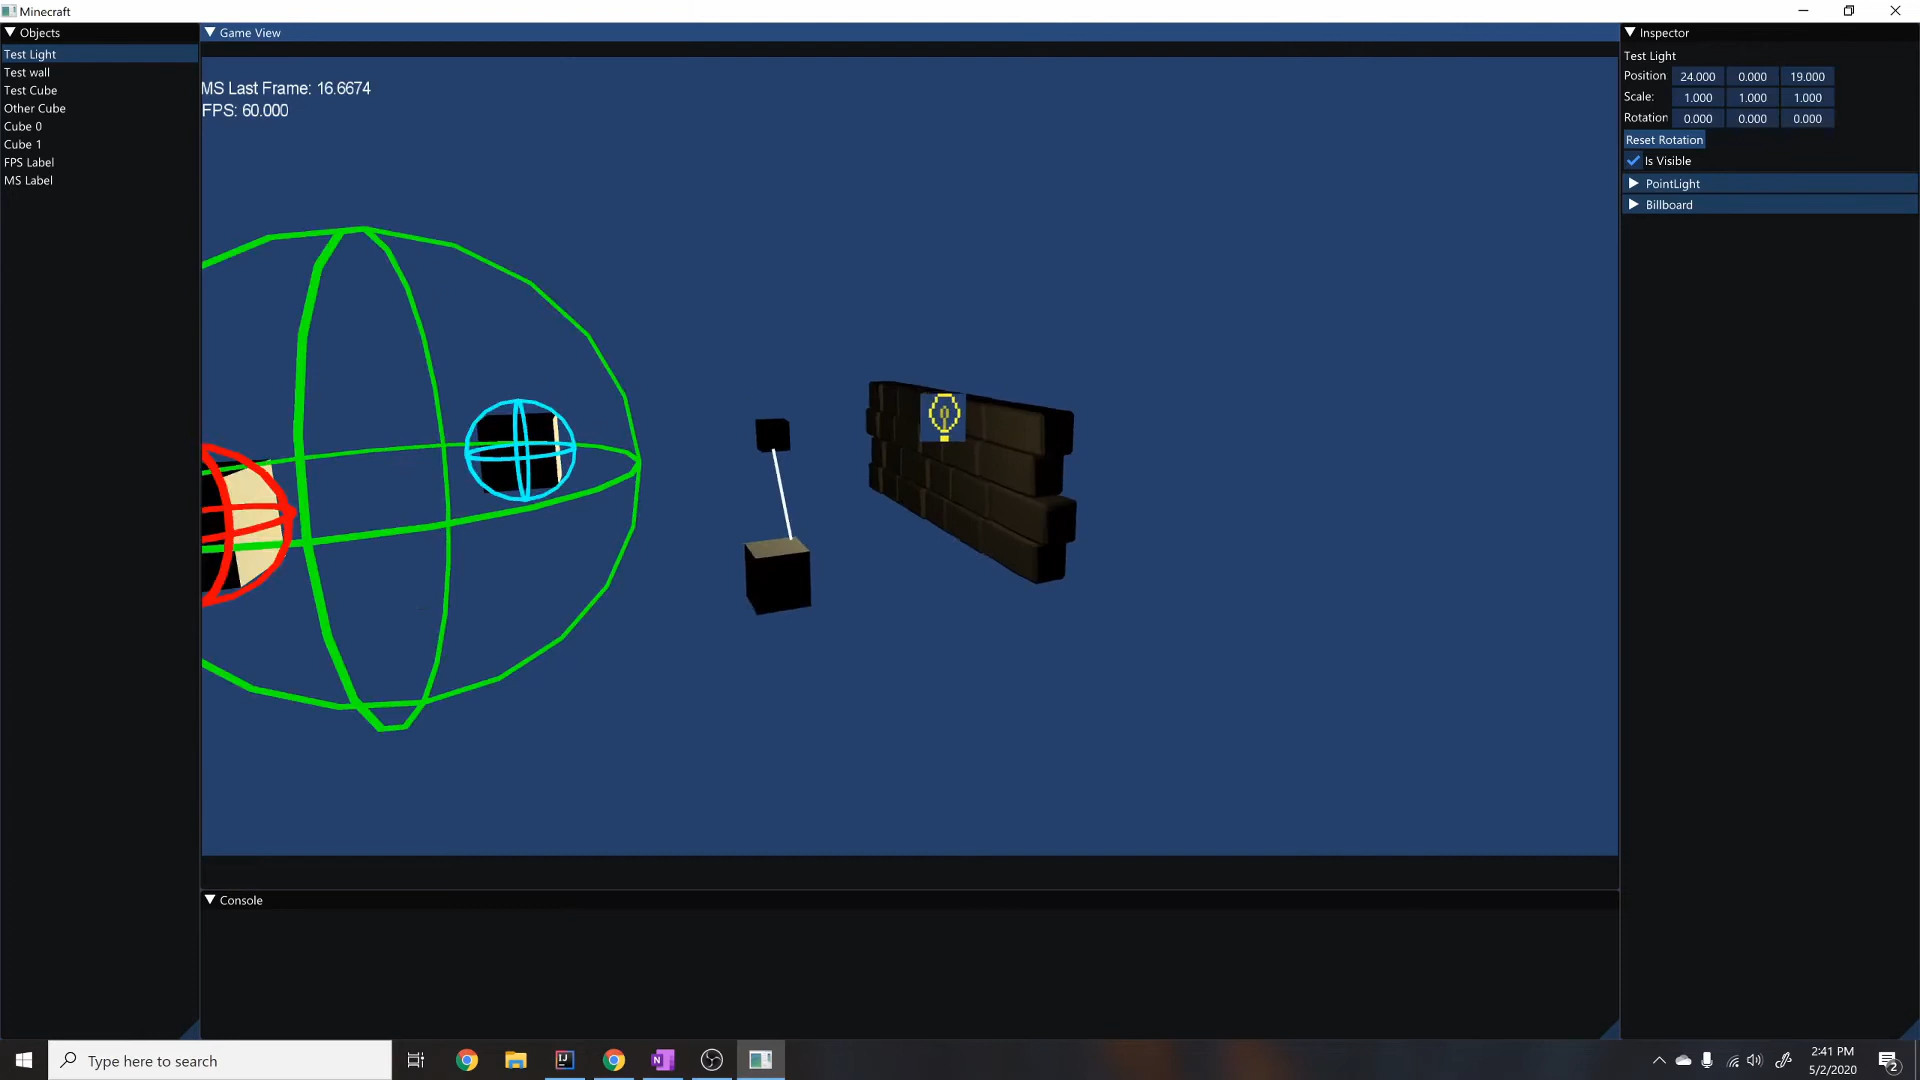 Minecraft
Objects
Test Light
Test wall
Test Cube
Other Cube
Cube 0
Cube 1
FPS Label
MS Label
Game View
MS Last Frame: 16.6674
FPS: 60.000
Console
Inspector
Test Light
Position 24.000 0.000 19.000
Scale: 1.000 1.000 1.000
Rotation 0.000 0.000 0.000
Reset Rotation
Is Visible
PointLight
Billboard
Type here to search
IJ
N
2:41 PM
5/2/2020
2